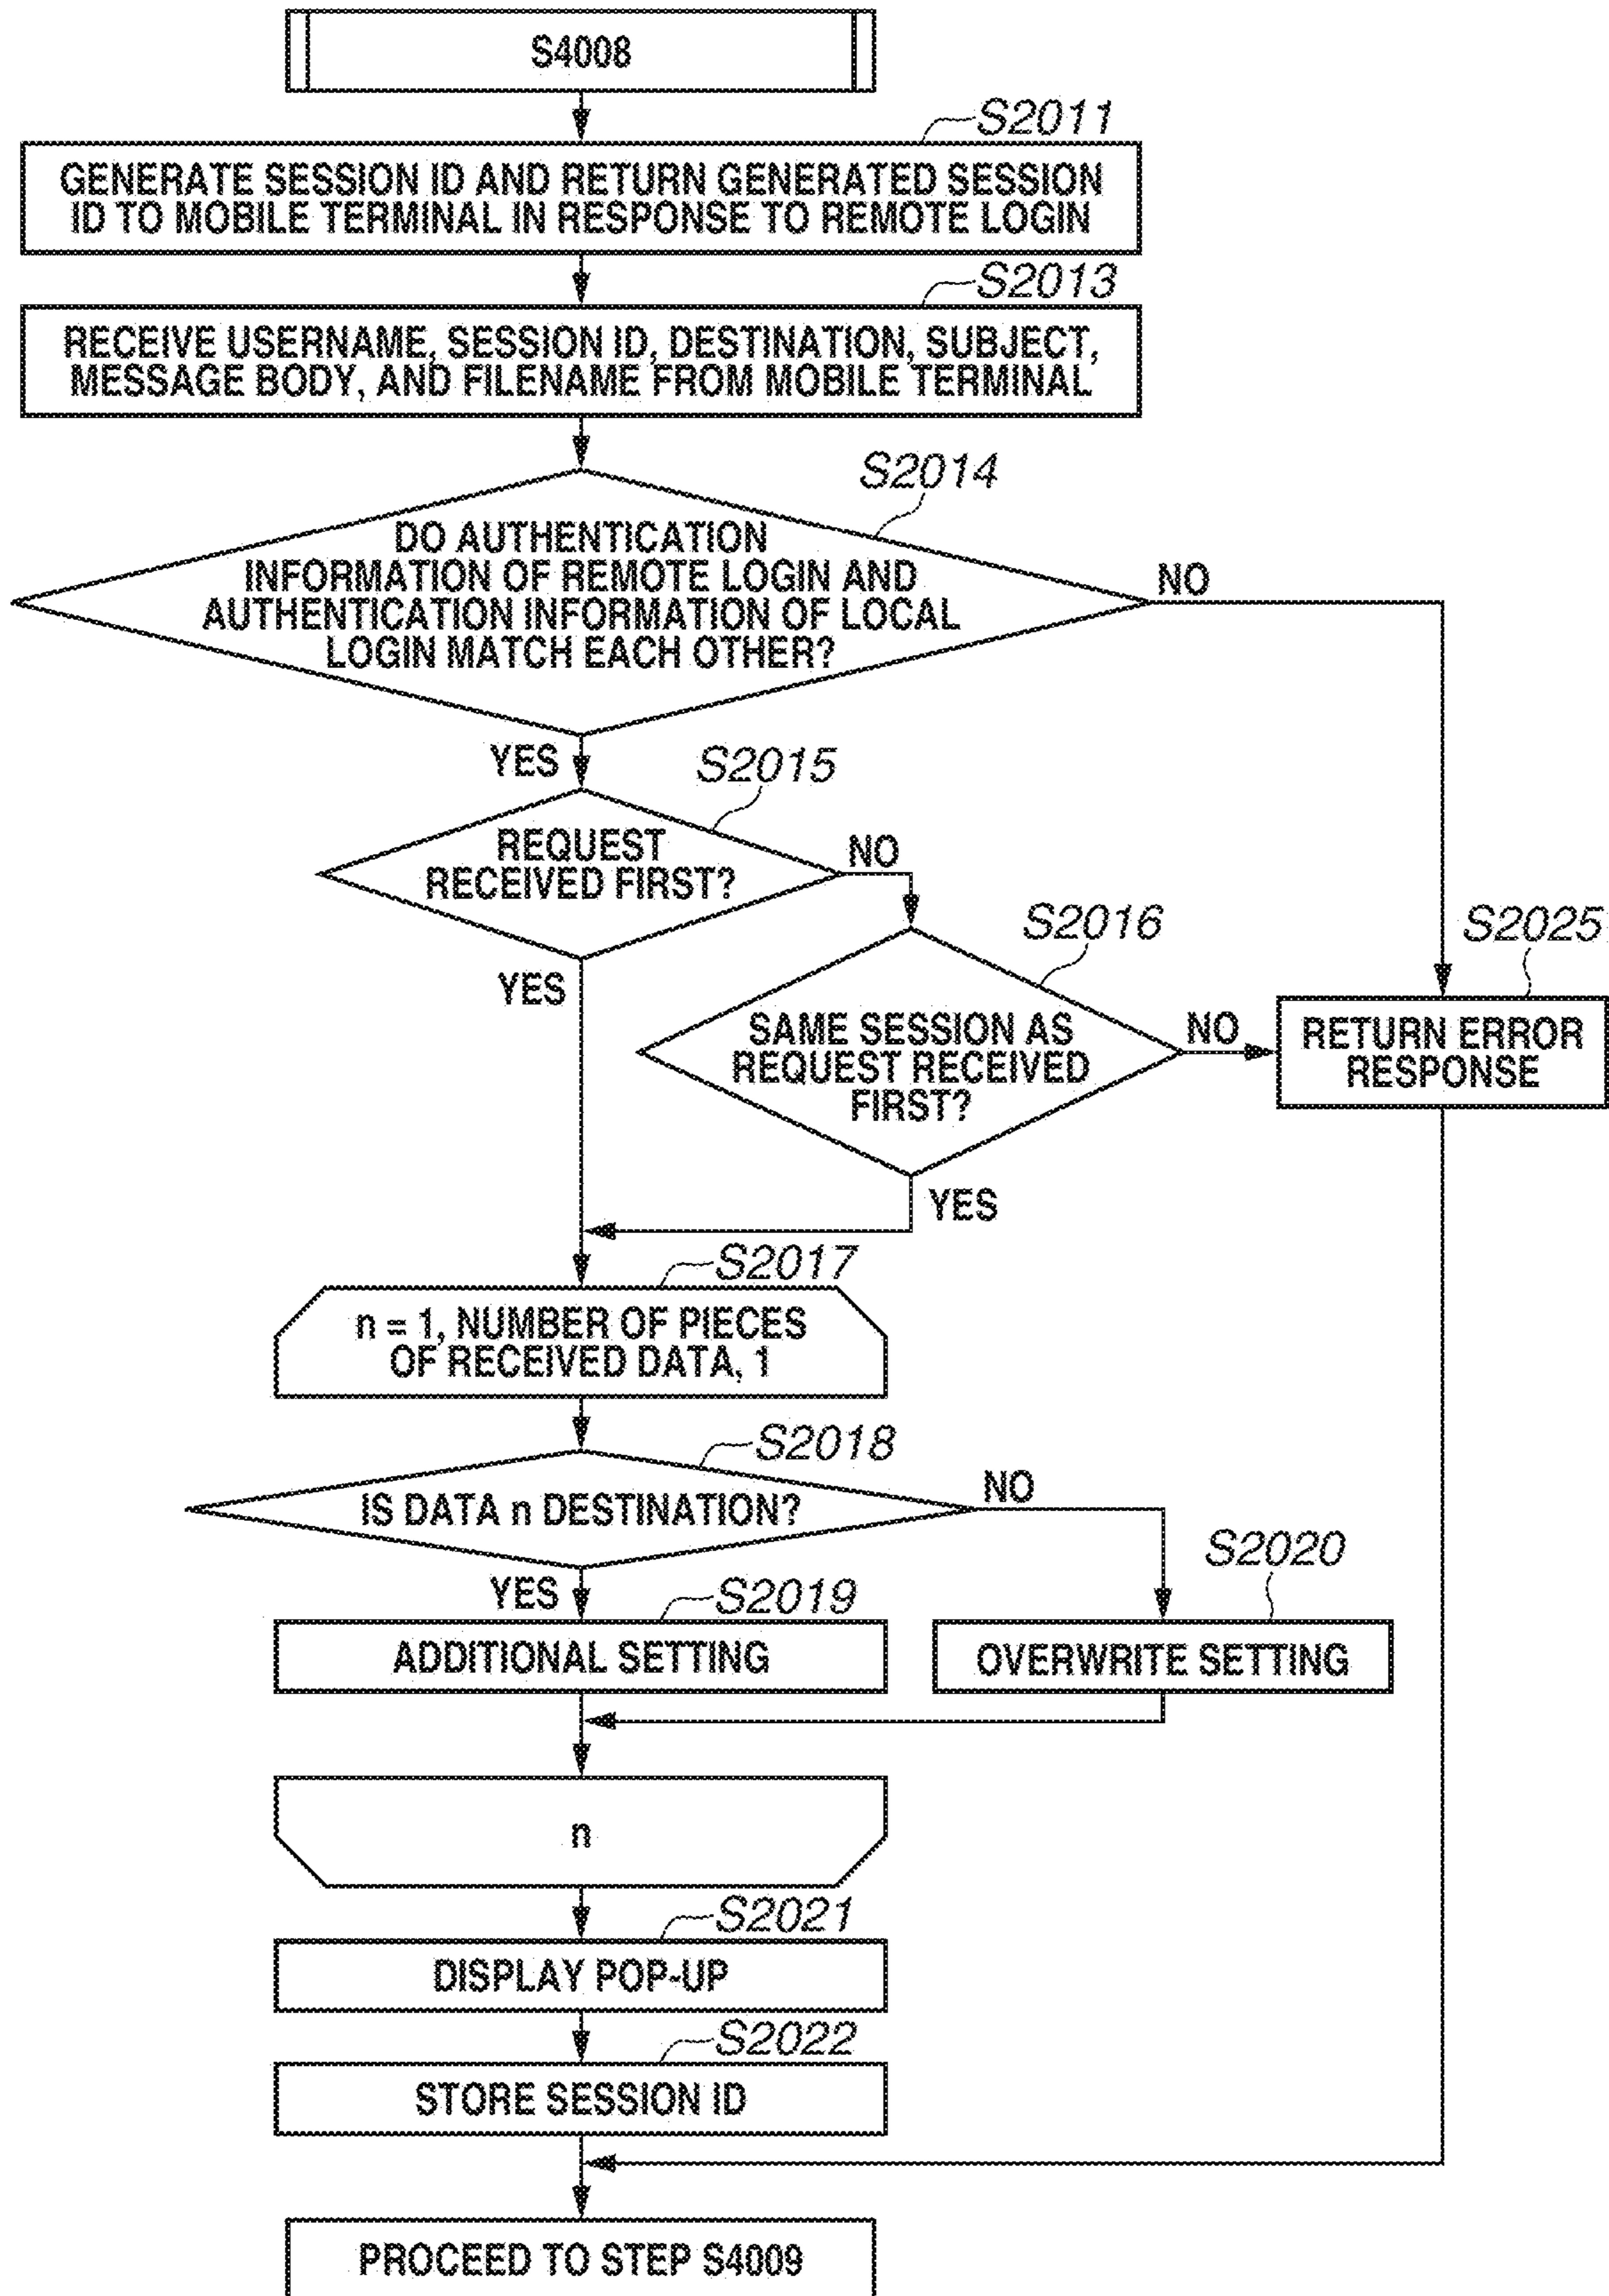 S4008
S2011
GENERATE SESSION ID AND RETURN GENERATED SESSION
ID TO MOBILE TERMINAL IN RESPONSE TO REMOTE LOGIN
S2013
RECEIVE USERNAME, SESSION ID, DESTINATION, SUBJECT,
MESSAGE BODY, AND FILENAME FROM MOBILE TERMINAL
S2014
DO AUTHENTICATION
INFORMATION OF REMOTE LOGIN AND
AUTHENTICATION INFORMATION OF LOCAL
LOGIN MATCH EACH OTHER?
NO
YES
S2015
REQUEST
RECEIVED FIRST?
NO
YES
S2016
SAME SESSION AS
REQUEST RECEIVED
FIRST?
NO
YES
S2025
RETURN ERROR
RESPONSE
S2017
n = 1, NUMBER OF PIECES
OF RECEIVED DATA, 1
S2018
IS DATA n DESTINATION?
NO
YES
S2019
ADDITIONAL SETTING
S2020
OVERWRITE SETTING
n
S2021
DISPLAY POP-UP
S2022
STORE SESSION ID
PROCEED TO STEP S4009